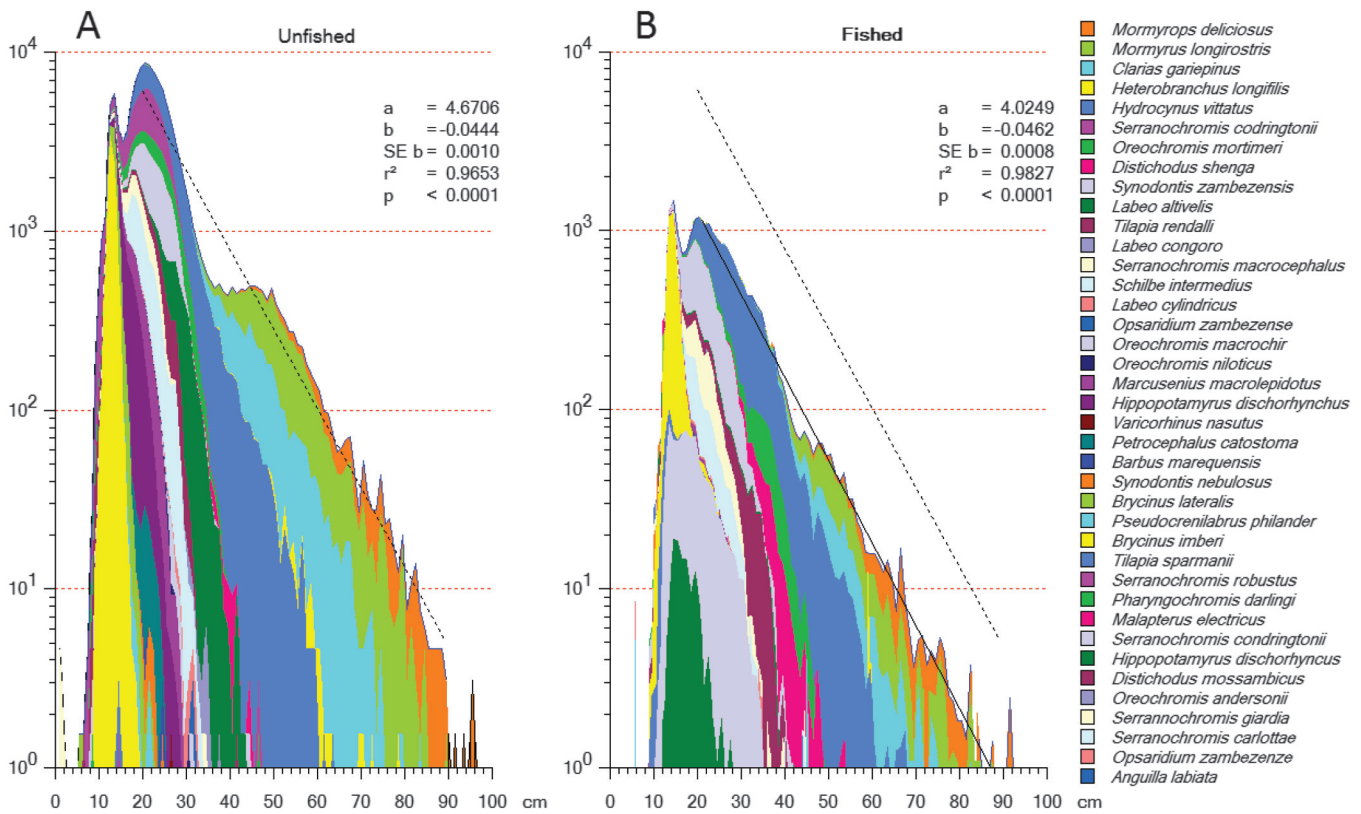 A
Unfished
10⁴
10³
10²
10¹
10⁰
a = 4.6706
b =-0.0444
SE b = 0.0010
r² = 0.9653
p < 0.0001
0 10 20 30 40 50 60 70 80 90 100 cm
B
Fished
10⁴
10³
10²
10¹
10⁰
a = 4.0249
b =-0.0462
SE b = 0.0008
r² = 0.9827
p < 0.0001
0 10 20 30 40 50 60 70 80 90 100 cm
Mormyrops deliciosus
Mormyrus longirostris
Clarias gariepinus
Heterobranchus longifilis
Hydrocynus vittatus
Serranochromis codringtonii
Oreochromis mortimeri
Distichodus shenga
Synodontis zambezensis
Labeo altivelis
Tilapia rendalli
Labeo congoro
Serranochromis macrocephalus
Schilbe intermedius
Labeo cylindricus
Opsaridium zambezense
Oreochromis macrochir
Oreochromis niloticus
Marcusenius macrolepidotus
Hippopotamyrus dischorhynchus
Varicorhinus nasutus
Petrocephalus catostoma
Barbus marequensis
Synodontis nebulosus
Brycinus lateralis
Pseudocrenilabrus philander
Brycinus imberi
Tilapia sparmanii
Serranochromis robustus
Pharyngochromis darlingi
Malapterus electricus
Serranochromis condringtonii
Hippopotamyrus dischorhyncus
Distichodus mossambicus
Oreochromis andersonii
Serrannochromis giardia
Serranochromis carlottae
Opsaridium zambezenze
Anguilla labiata